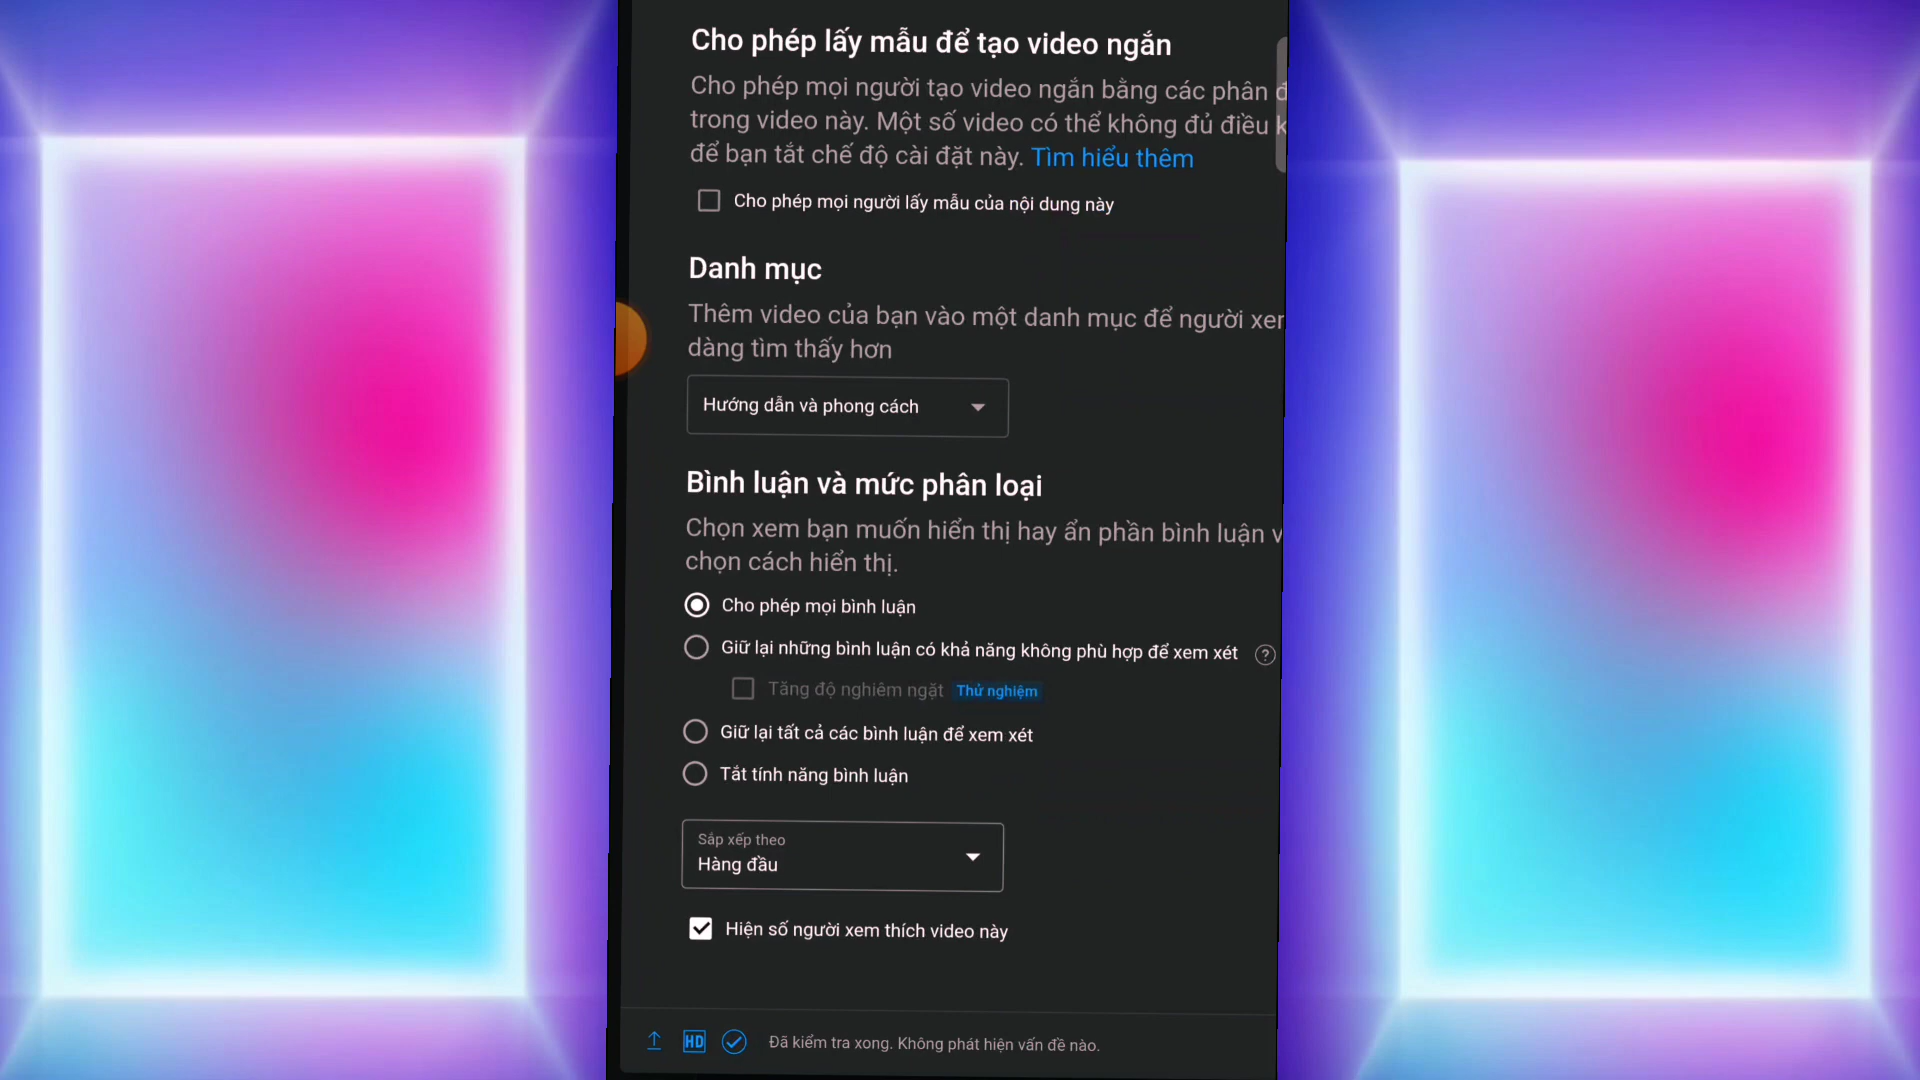 Cho phép lấy mẫu để tạo video ngắn
Cho phép mọi người tạo video ngắn bằng các phân
trong video này. Một số video có thể không đủ điều
để bạn tắt chế độ cài đặt này. Tìm hiểu thêm
Cho phép mọi người lấy mẫu của nội dung này
Danh mục
Thêm video của bạn vào một danh mục để người
dàng tìm thấy hơn
Hướng dẫn và phong cách
Bình luận và mức phân loại
Chọn xem bạn muốn hiển thị hay ẩn phần bình luận
chọn cách hiển thị.
Cho phép mọi bình luận
Giữ lại những bình luận có khả năng không phù hợp để xem xét
Tăng độ nghiêm ngặt Thử nghiệm
Giữ lại tất cả các bình luận để xem xét
Tắt tính năng bình luận
Sắp xếp theo
Hàng đầu
Hiện số người xem thích video này
HD Đã kiểm tra xong. Không phát hiện vấn đề nào.